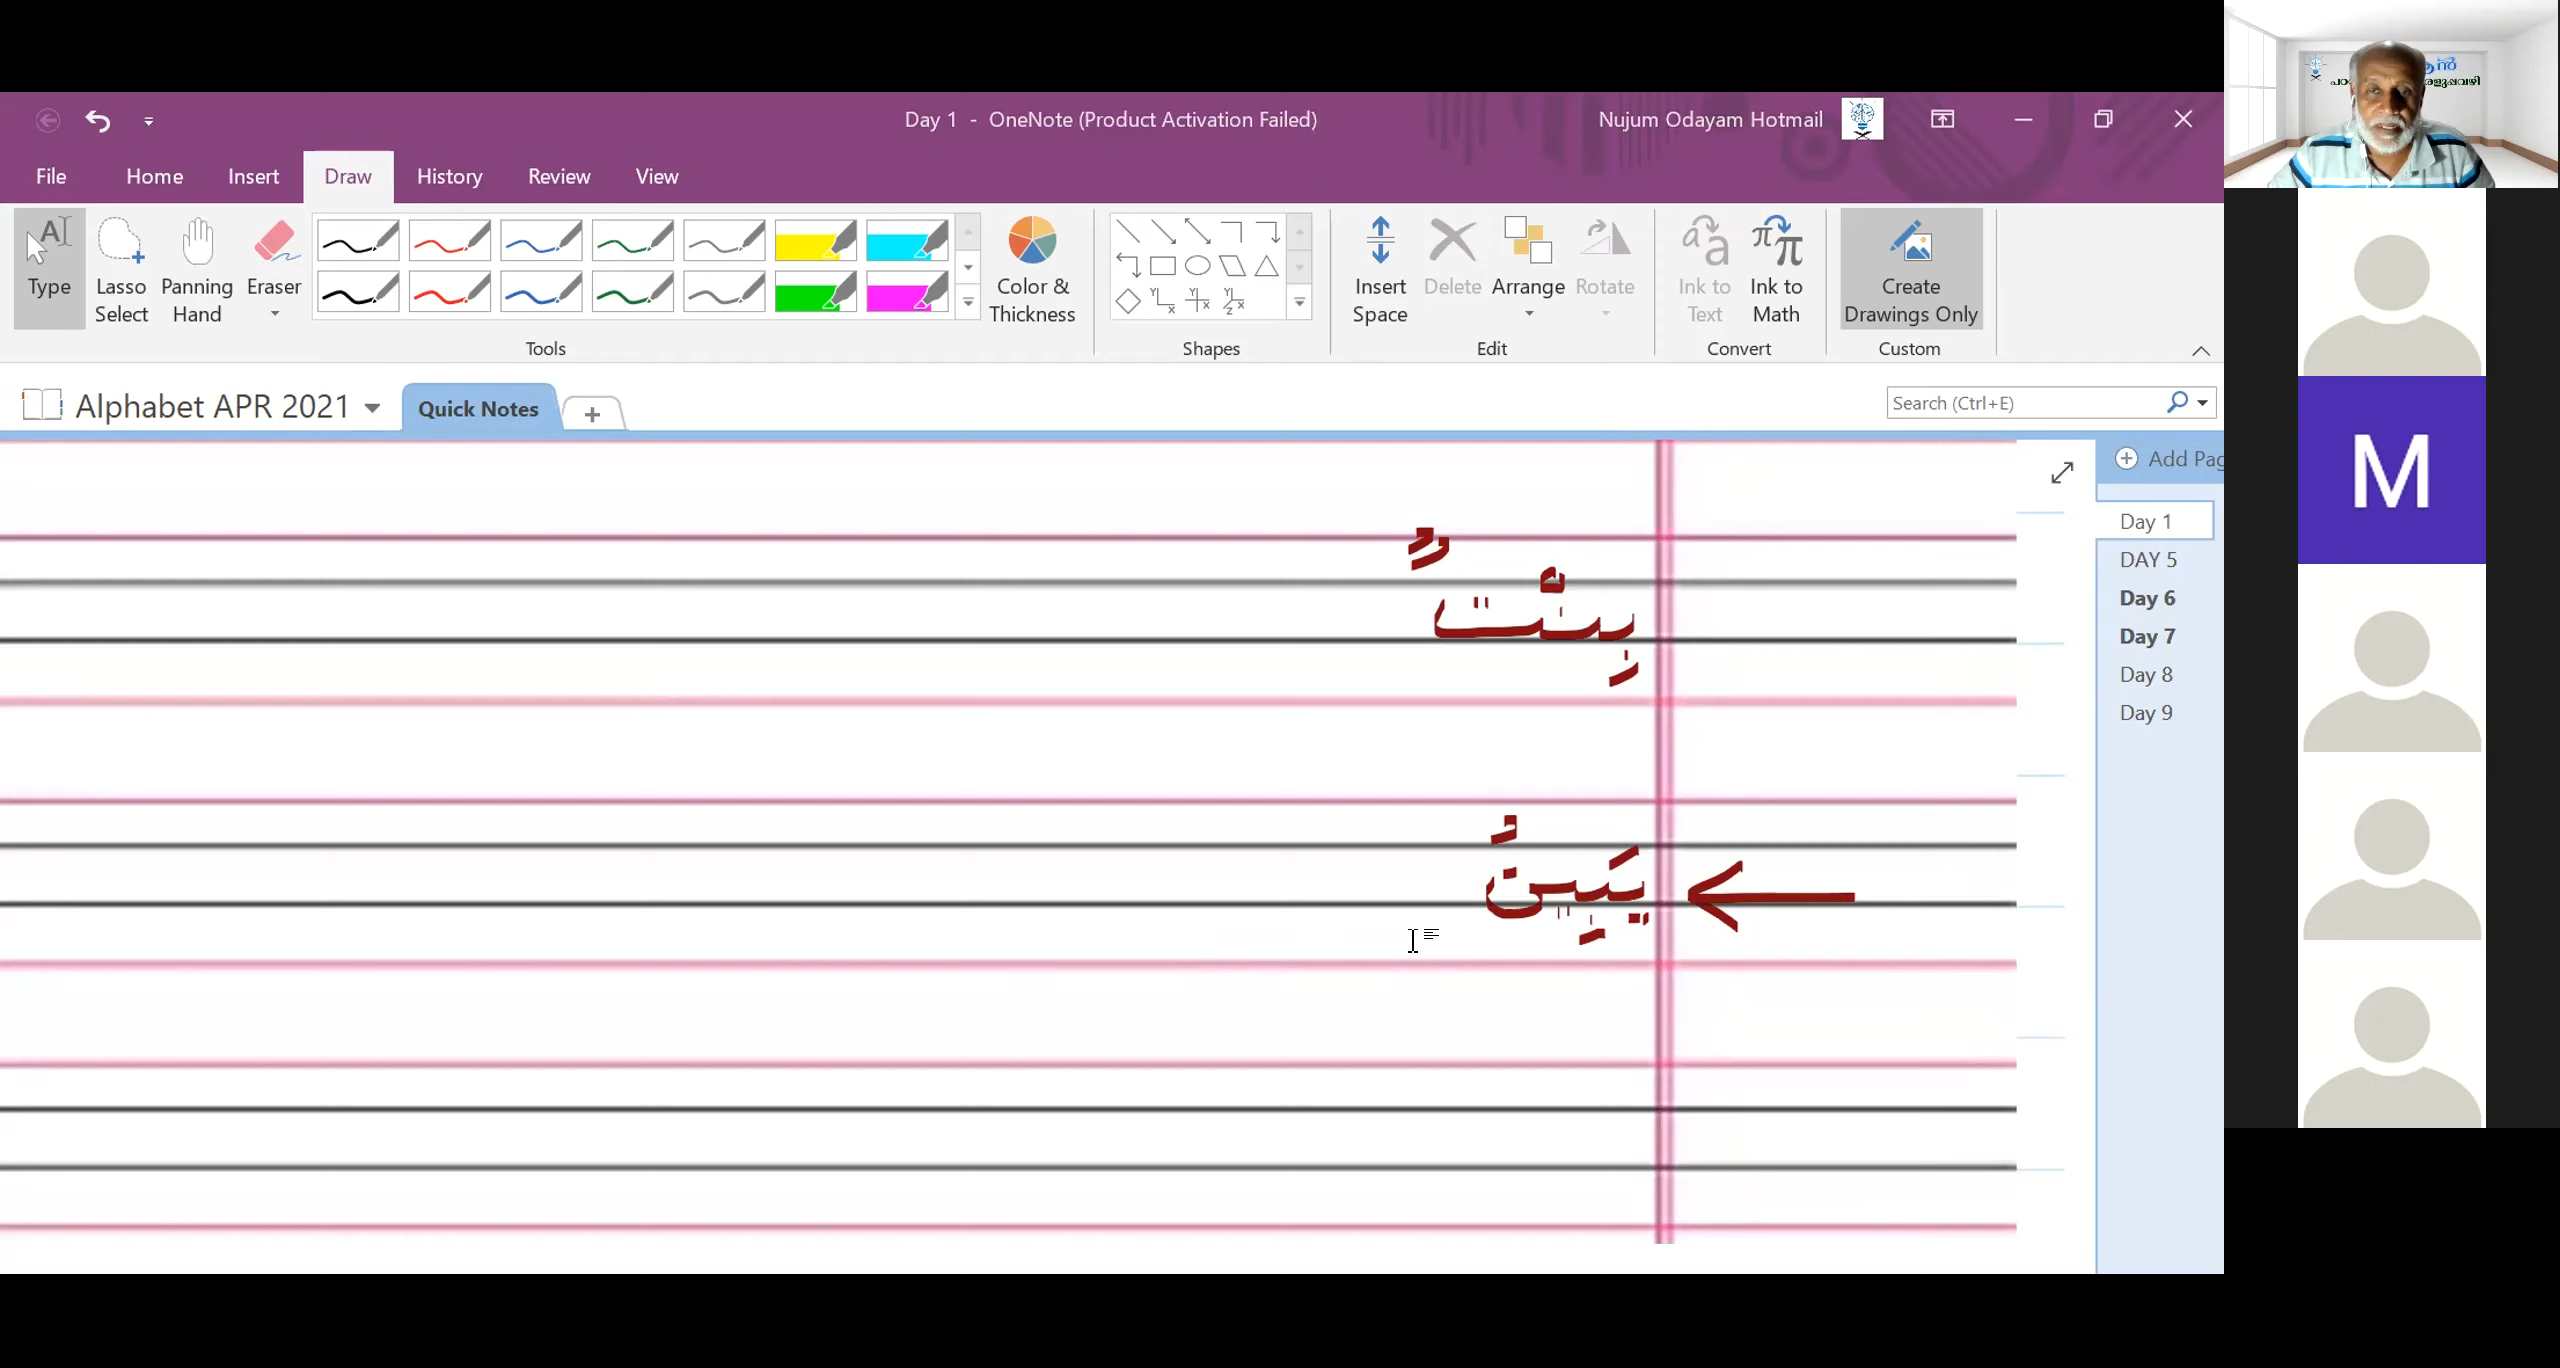 Day 1 - OneNote (Product Activation Failed)
Nujum Odayam Hotmail
File Home Insert Draw History Review View
Type
Lasso Select
Panning Hand
Eraser
Color & Thickness
Insert Space
Delete
Arrange
Rotate
Ink to Text
Ink to Math
Create Drawings Only
Tools
Shapes
Edit
Convert
Custom
Alphabet APR 2021
Quick Notes
Search (Ctrl+E)
Add Pag
Day 1
DAY 5
Day 6
Day 7
Day 8
Day 9
يَبِينُ
M